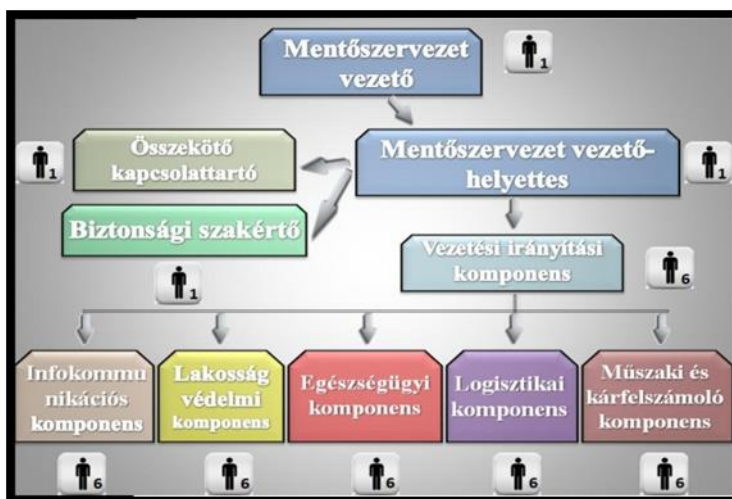 Mentőszervezet
vezető
1
Összekötő
kapcsolattartó
1
Mentőszervezet vezető-
helyettes
1
Biztonsági szakértő
1
Vezetési irányítási
komponens
6
Infokommu
nikációs
komponens
6
Lakosság
védelmi
komponens
6
Egészségügyi
komponens
6
Logisztikai
komponens
6
Műszaki és
kárfelszámoló
komponens
6